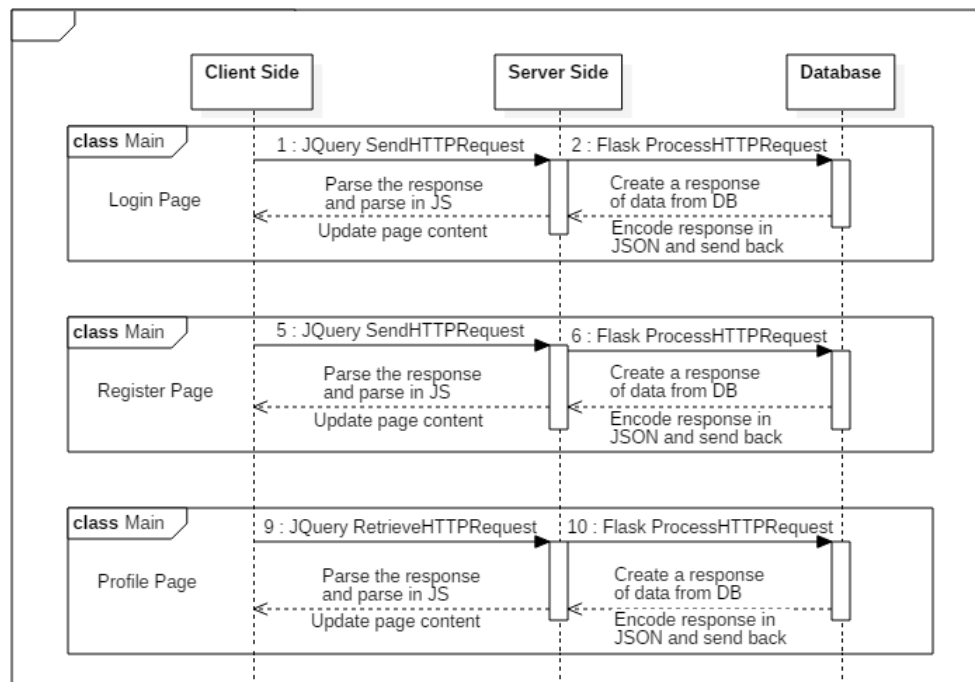 Client Side
Server Side
Database
class Main
1 : JQuery SendHTTPRequest
2 : Flask ProcessHTTPRequest
Login Page
Parse the response
and parse in JS
Update page content
Create a response
of data from DB
Encode response in
JSON and send back
class Main
5 : JQuery SendHTTPRequest
6 : Flask ProcessHTTPRequest
Register Page
Parse the response
and parse in JS
Update page content
Create a response
of data from DB
Encode response in
JSON and send back
class Main
9 : JQuery RetrieveHTTPRequest
10 : Flask ProcessHTTPRequest
Profile Page
Parse the response
and parse in JS
Update page content
Create a response
of data from DB
Encode response in
JSON and send back